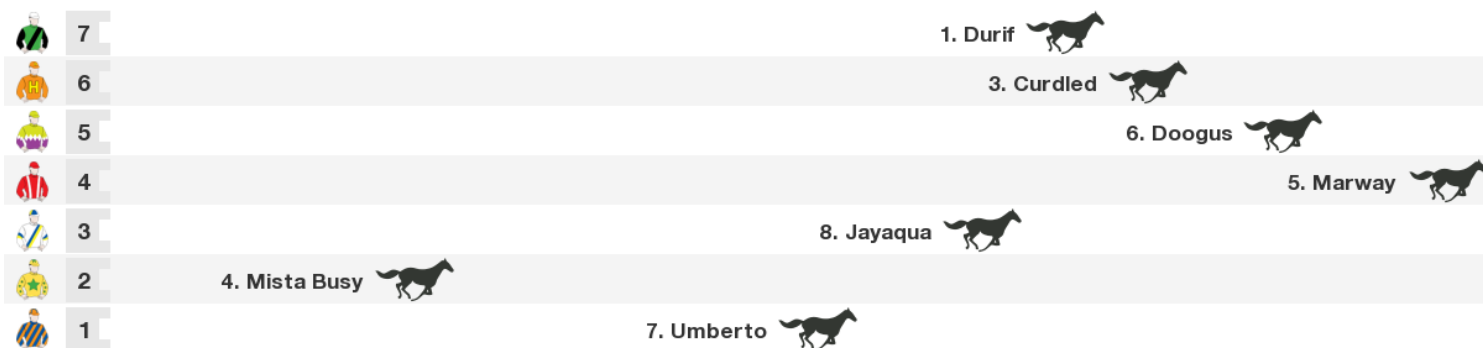 7 1. Durif
H 6 3. Curdled
5 6. Doogus
4 5. Marway
3 8. Jayaqua
2 4. Mista Busy
1 7. Umberto